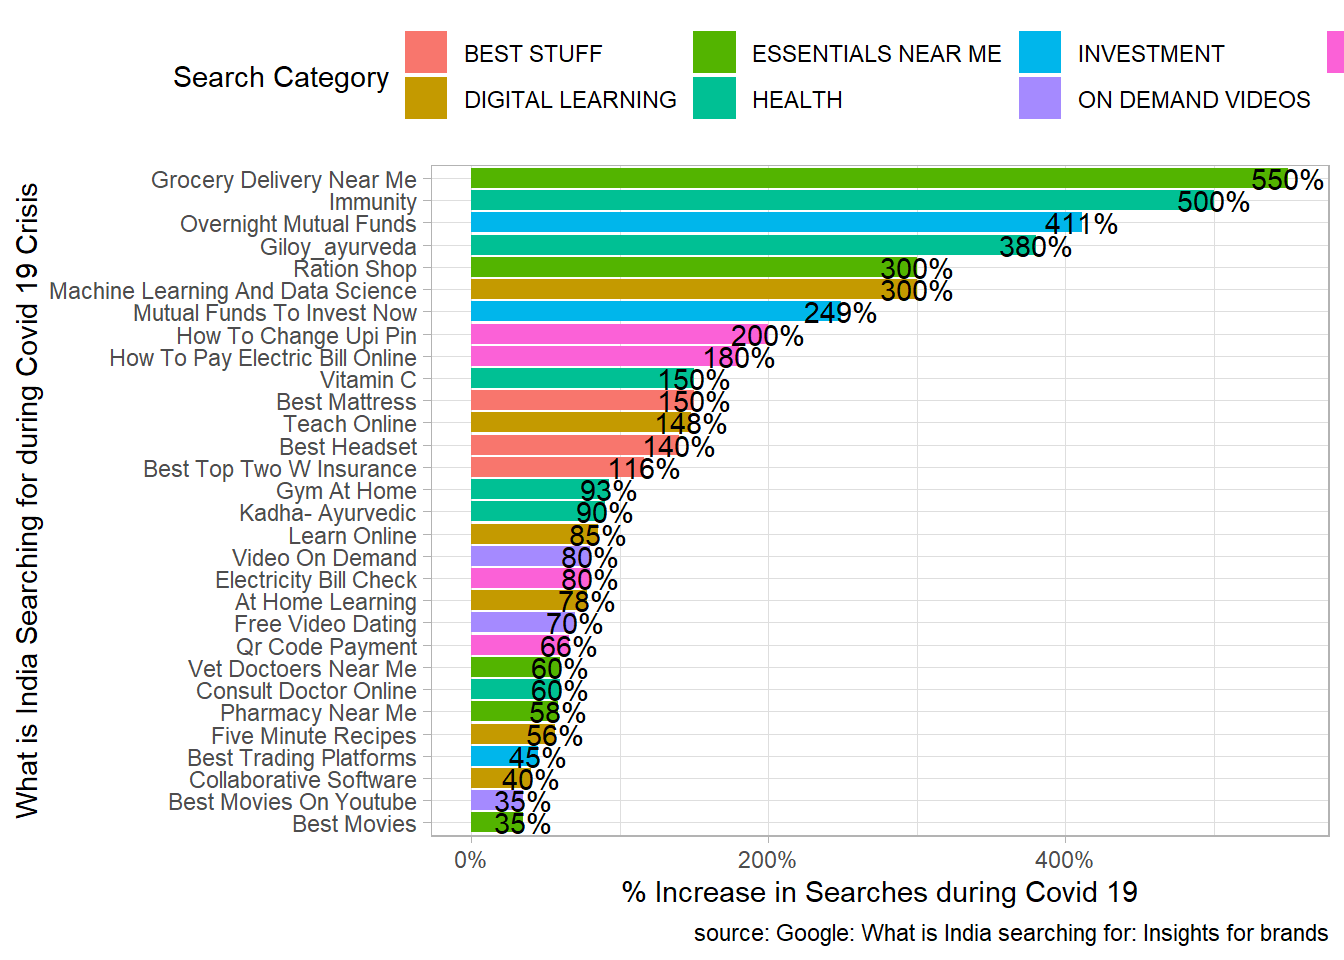 Search Category
BEST STUFF
ESSENTIALS NEAR ME
INVESTMENT
DIGITAL LEARNING
HEALTH
ON DEMAND VIDEOS
What is India Searching for during Covid 19 Crisis
Grocery Delivery Near Me 550%
Immunity 500%
Overnight Mutual Funds 411%
Giloy_ayurveda 380%
Ration Shop 300%
Machine Learning And Data Science 300%
Mutual Funds To Invest Now 249%
How To Change Upi Pin 200%
How To Pay Electric Bill Online 180%
Vitamin C 150%
Best Mattress 150%
Teach Online 148%
Best Headset 140%
Best Top Two W Insurance 116%
Gym At Home 93%
Kadha- Ayurvedic 90%
Learn Online 85%
Video On Demand 80%
Electricity Bill Check 80%
At Home Learning 78%
Free Video Dating 70%
Qr Code Payment 66%
Vet Doctoers Near Me 60%
Consult Doctor Online 60%
Pharmacy Near Me 58%
Five Minute Recipes 56%
Best Trading Platforms 45%
Collaborative Software 40%
Best Movies On Youtube 35%
Best Movies 35%
0% 200% 400%
% Increase in Searches during Covid 19
source: Google: What is India searching for: Insights for brands